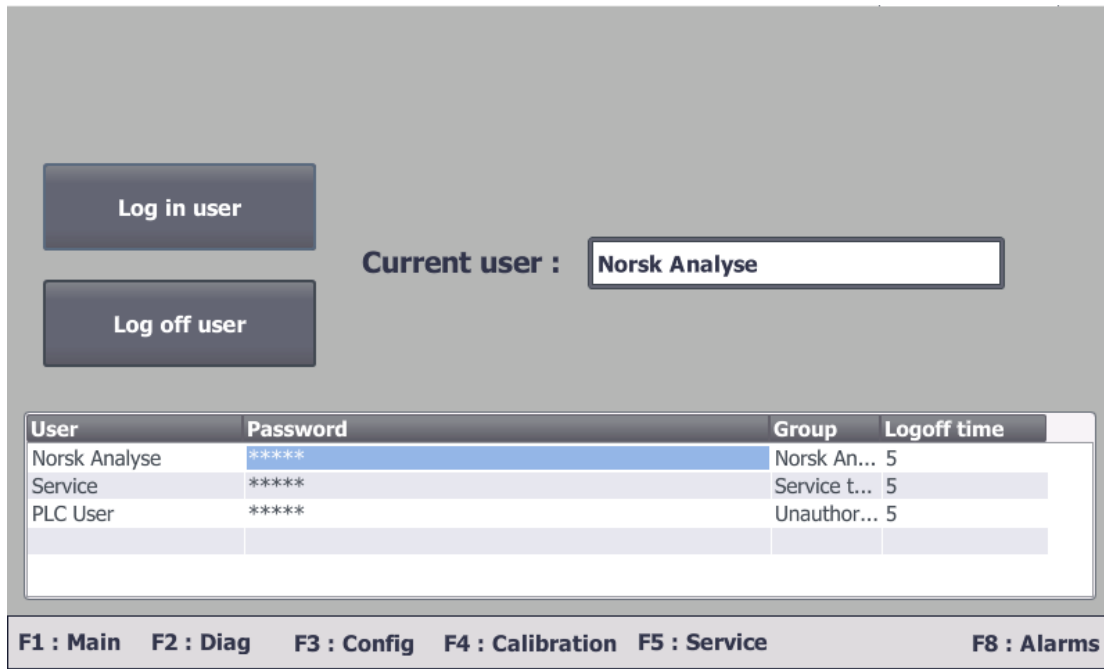 Log in user
Current user :
Norsk Analyse
Log off user
User Password Group Logoff time
Norsk Analyse ***** Norsk An... 5
Service ***** Service t... 5
PLC User ***** Unauthor... 5
F1 : Main F2 : Diag F3 : Config F4 : Calibration F5 : Service F8 : Alarms